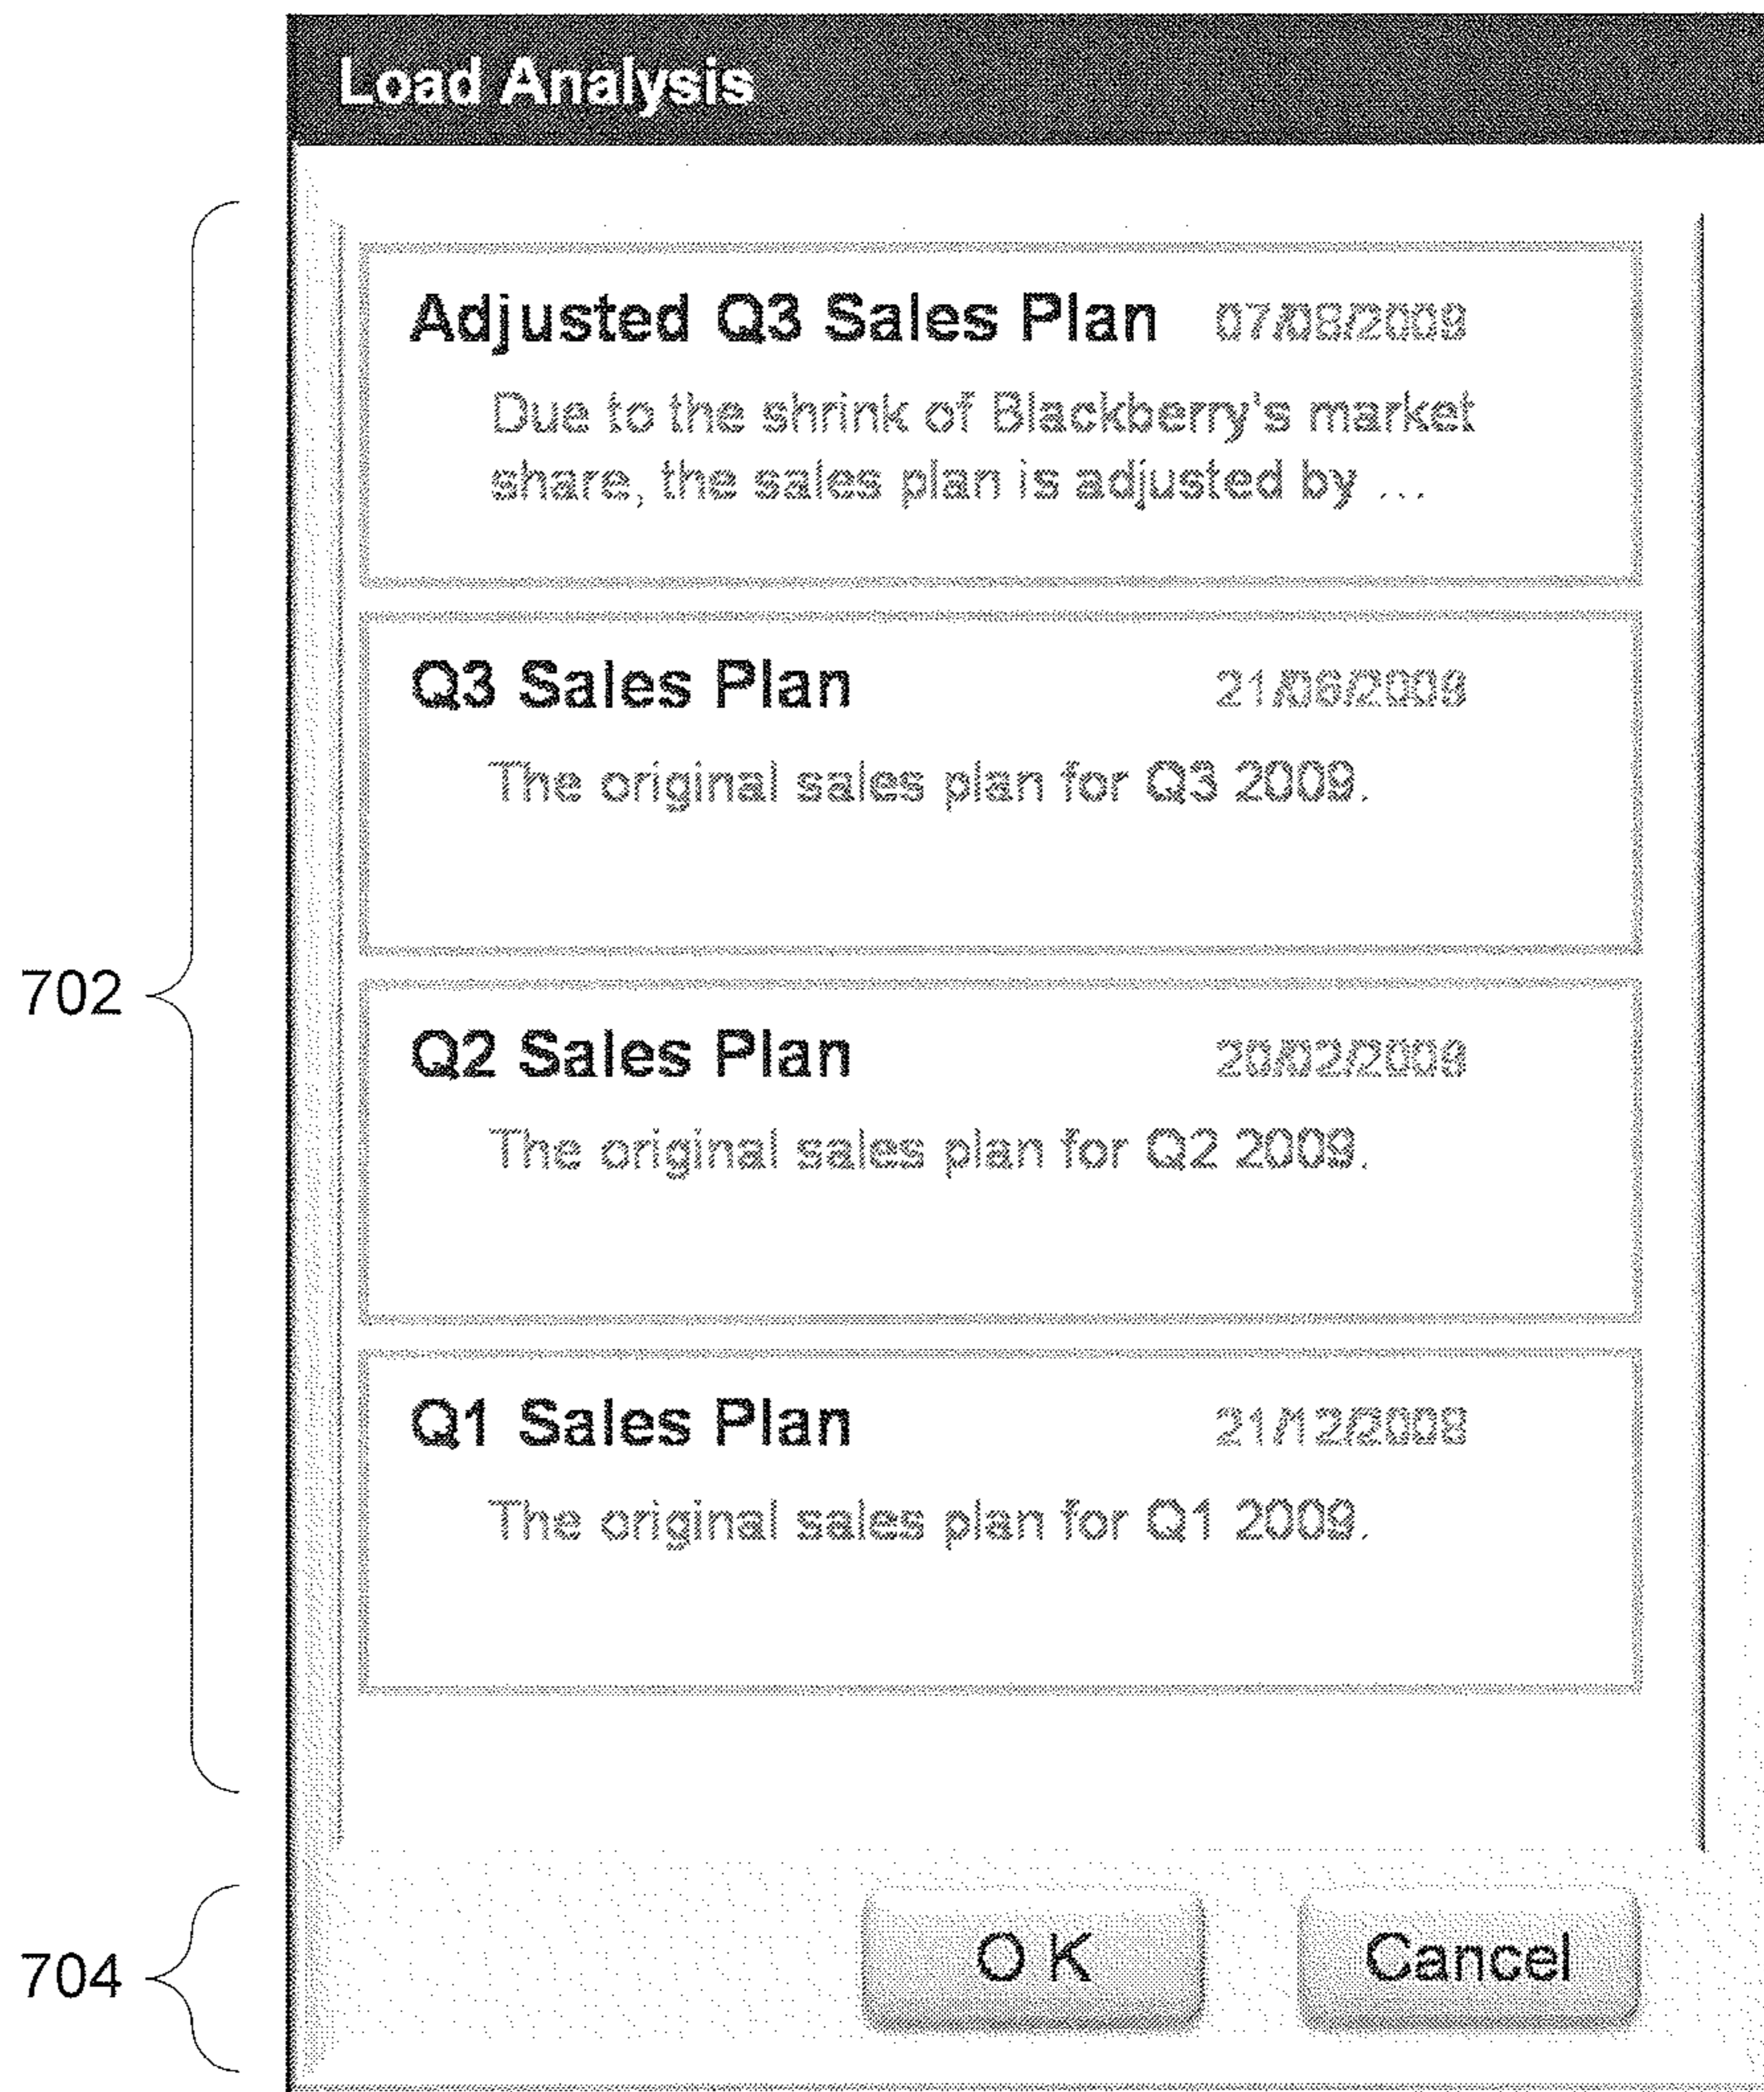 Load Analysis
Adjusted Q3 Sales Plan 07/08/2009
Due to the shrink of Blackberry's market
share, the sales plan is adjusted by ...
Q3 Sales Plan 21/06/2009
The original sales plan for Q3 2009.
702
Q2 Sales Plan 20/02/2009
The original sales plan for Q2 2009.
Q1 Sales Plan 21/12/2008
The original sales plan for Q1 2009.
704
OK Cancel